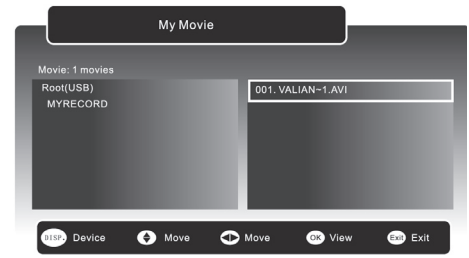 My Movie
Movie: 1 movies
Root(USB)
MYRECORD
001. VALIAN~1.AVI
DISP. Device Move Move OK View Exit Exit